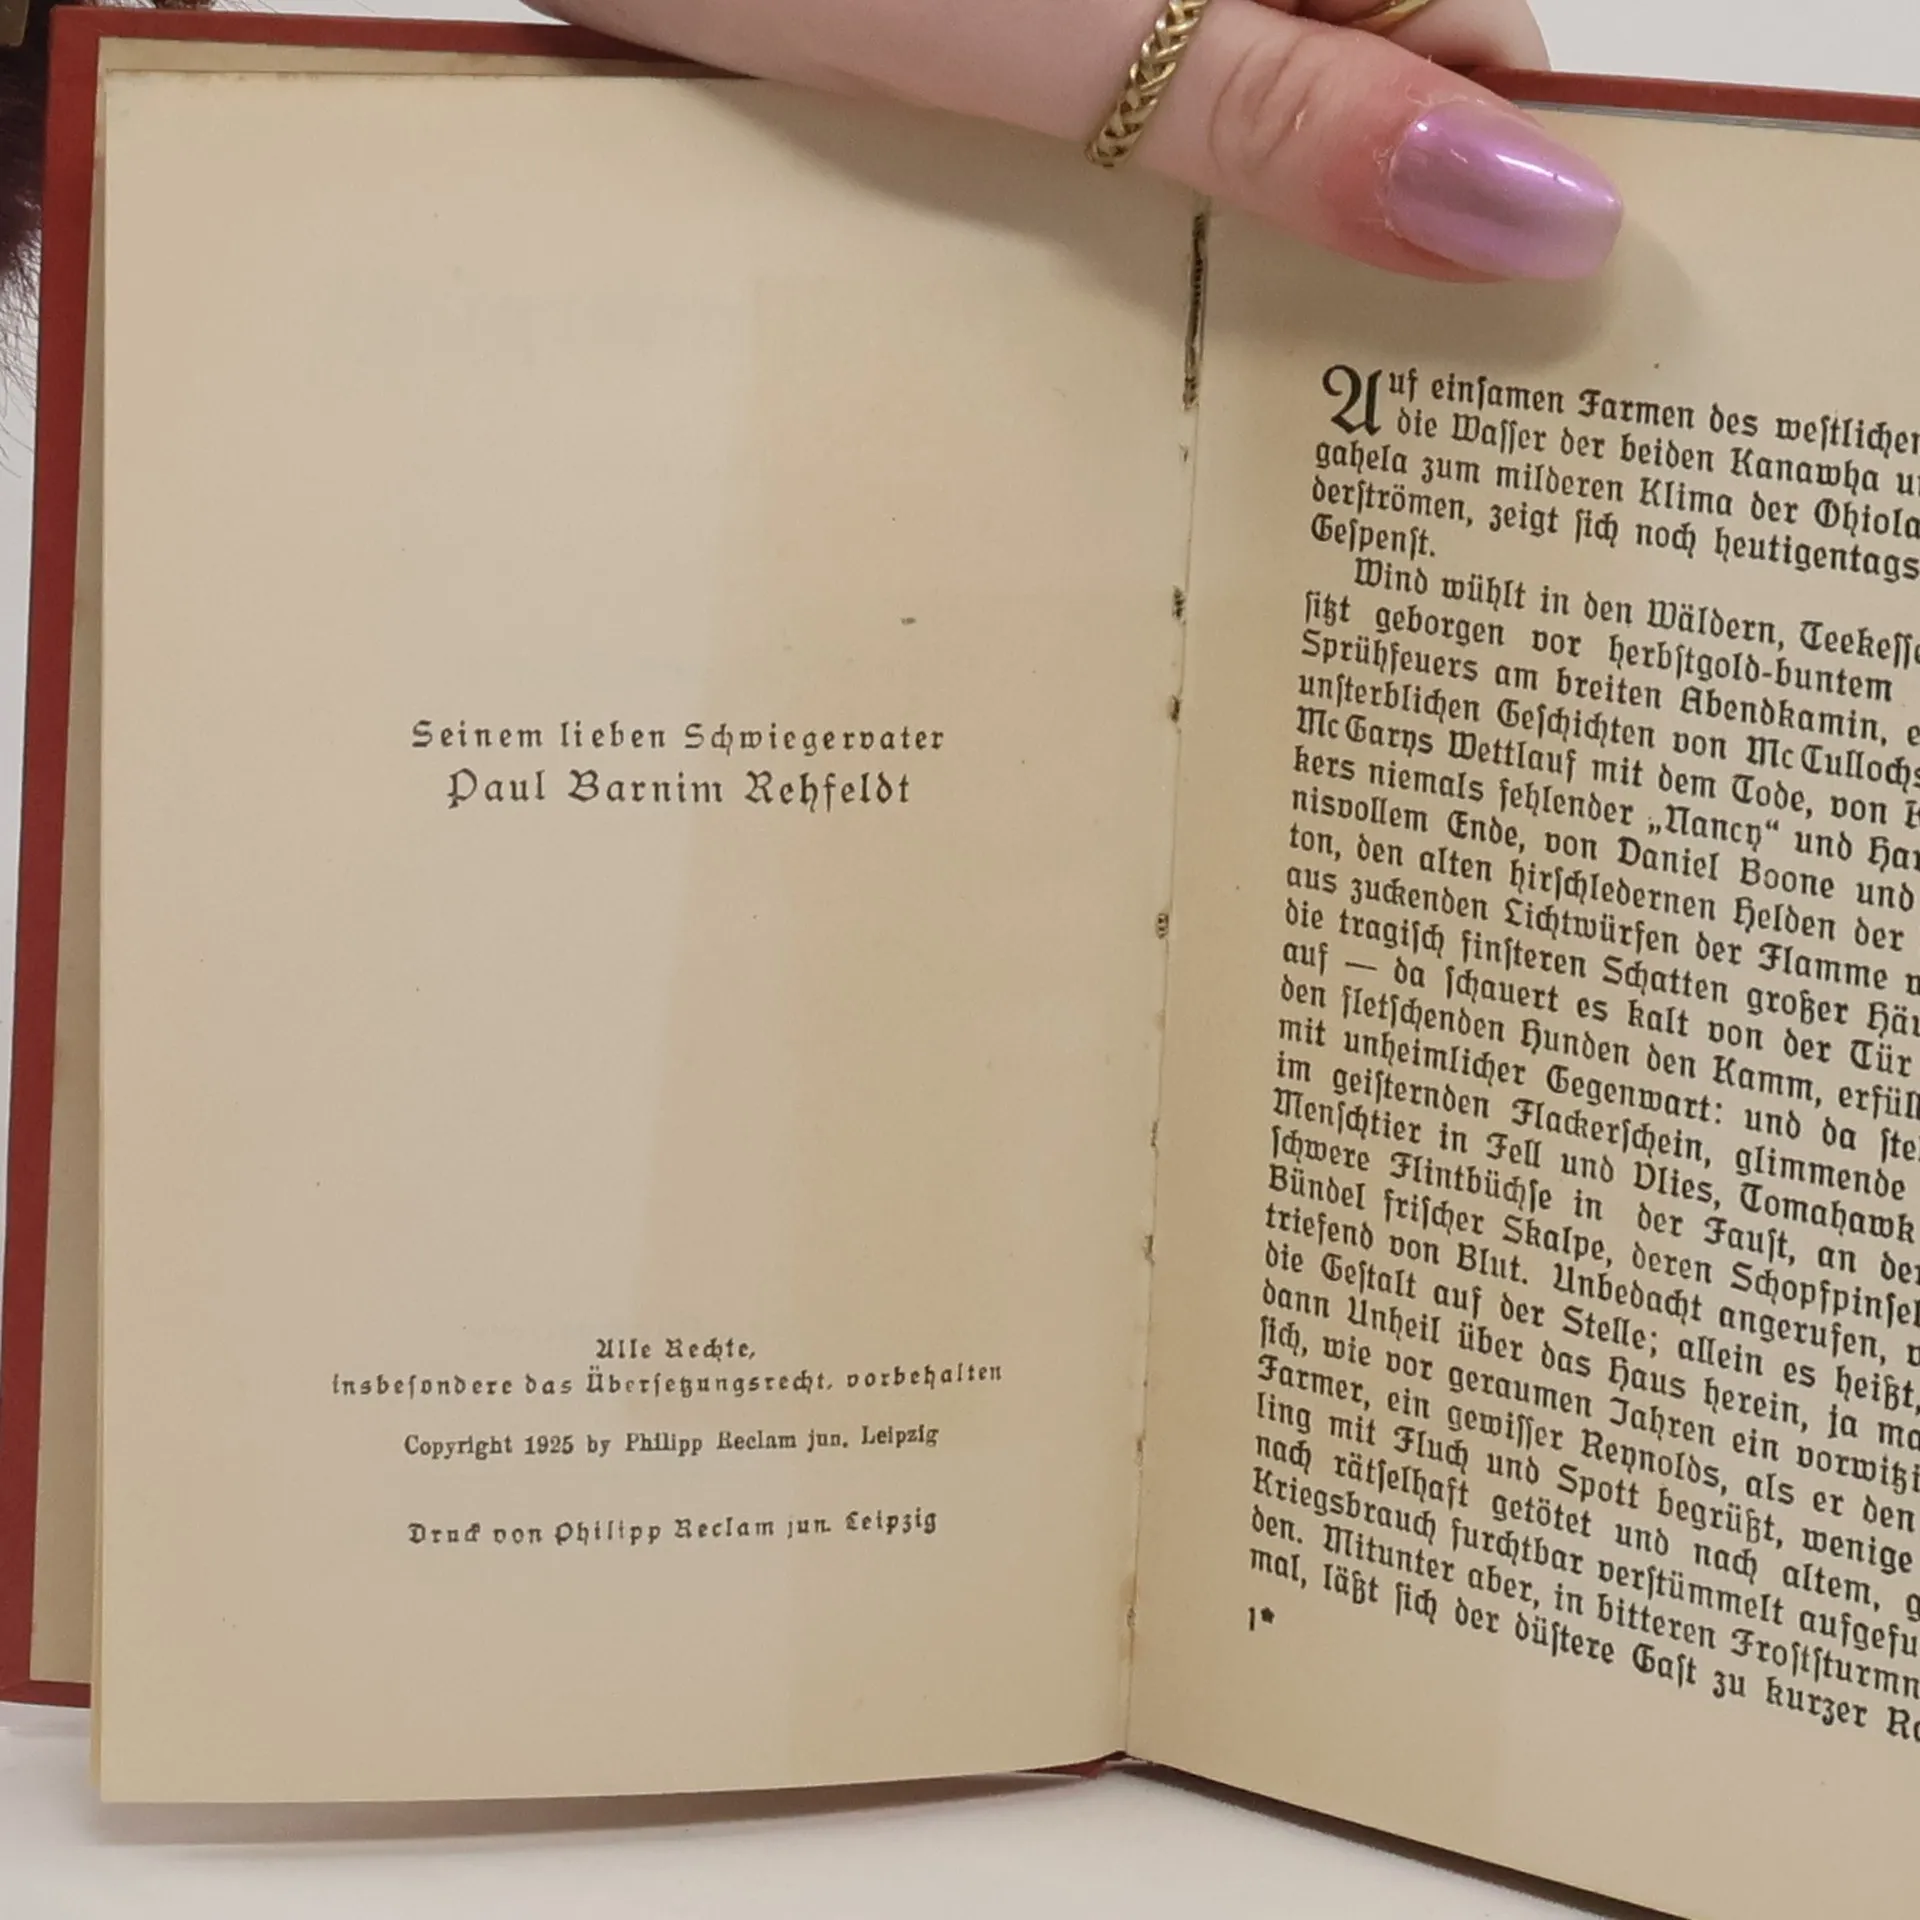 Seinem lieben Schwiegervater
Paul Barnim Rehfeldt
Alle Rechte,
insbesondere das Übersetzungsrecht, vorbehalten
Copyright 1925 by Philipp Reclam jun. Leipzig
Druck von Philipp Reclam jun. Leipzig
Auf einſamen Farmen des weſtlichen
die Waſſer der beiden Kanawha
gahela zum milderen Klima der
derſtrömen, zeigt ſich noch heutigentags
Geſpenſt.
Wind wühlt in den Wäldern,
ſitzt geborgen vor herbſtgold-buntem
Sprühfeuers am breiten Abendkamin,
unſterblichen Geſchichten von McCullochs
McGarys Wettlauf mit dem Tode, von
kers niemals fehlender „Nancy“ und
nisvollem Ende, von Daniel Boone und
ton, den alten hirſchledernen Helden der
aus zuckenden Lichtwürfen der Flamme
die tragiſch finſteren Schatten großer
auf — da ſchauert es kalt von der Tür
den fletſchenden Hunden den Kamm,
mit unheimlicher Gegenwart: und da
im geiſternden Flackerſchein, glimmende
Menſchtier in Fell und Vlies, Tomahawk
ſchwere Flintbüchſe in der Fauſt, an
Bündel friſcher Skalpe, deren
triefend von Blut. Unbedacht angerufen,
die Geſtalt auf der Stelle; allein es heißt,
dann Unheil über das Haus herein, ja
ſich, wie vor geraumen Jahren ein
Farmer, ein gewiſſer Reynolds, als er den
ling mit Fluch und Spott begrüßt, wenige
nach rätſelhaft getötet und nach altem,
Kriegsbrauch furchtbar verſtümmelt
den. Mitunter aber, in bitteren
mal, läßt ſich der düſtere Gaſt zu kurzer
1*